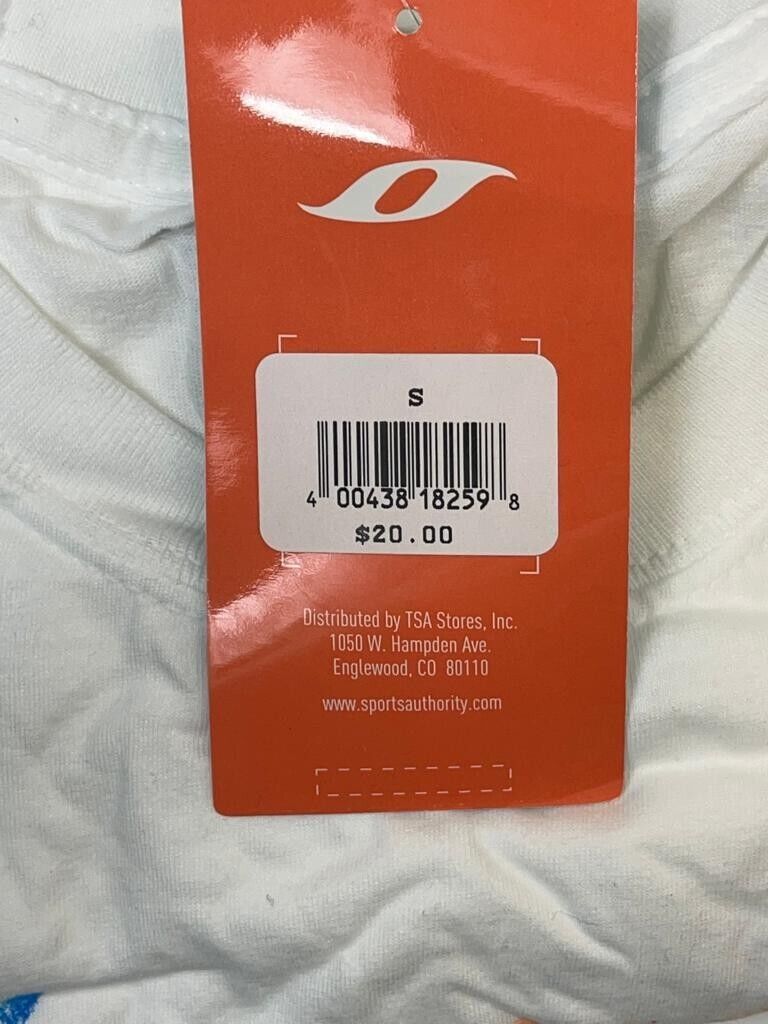 S
4 00438 18259 8
$20.00
Distributed by TSA Stores, Inc.
1050 W. Hampden Ave.
Englewood, CO 80110
www.sportsauthority.com